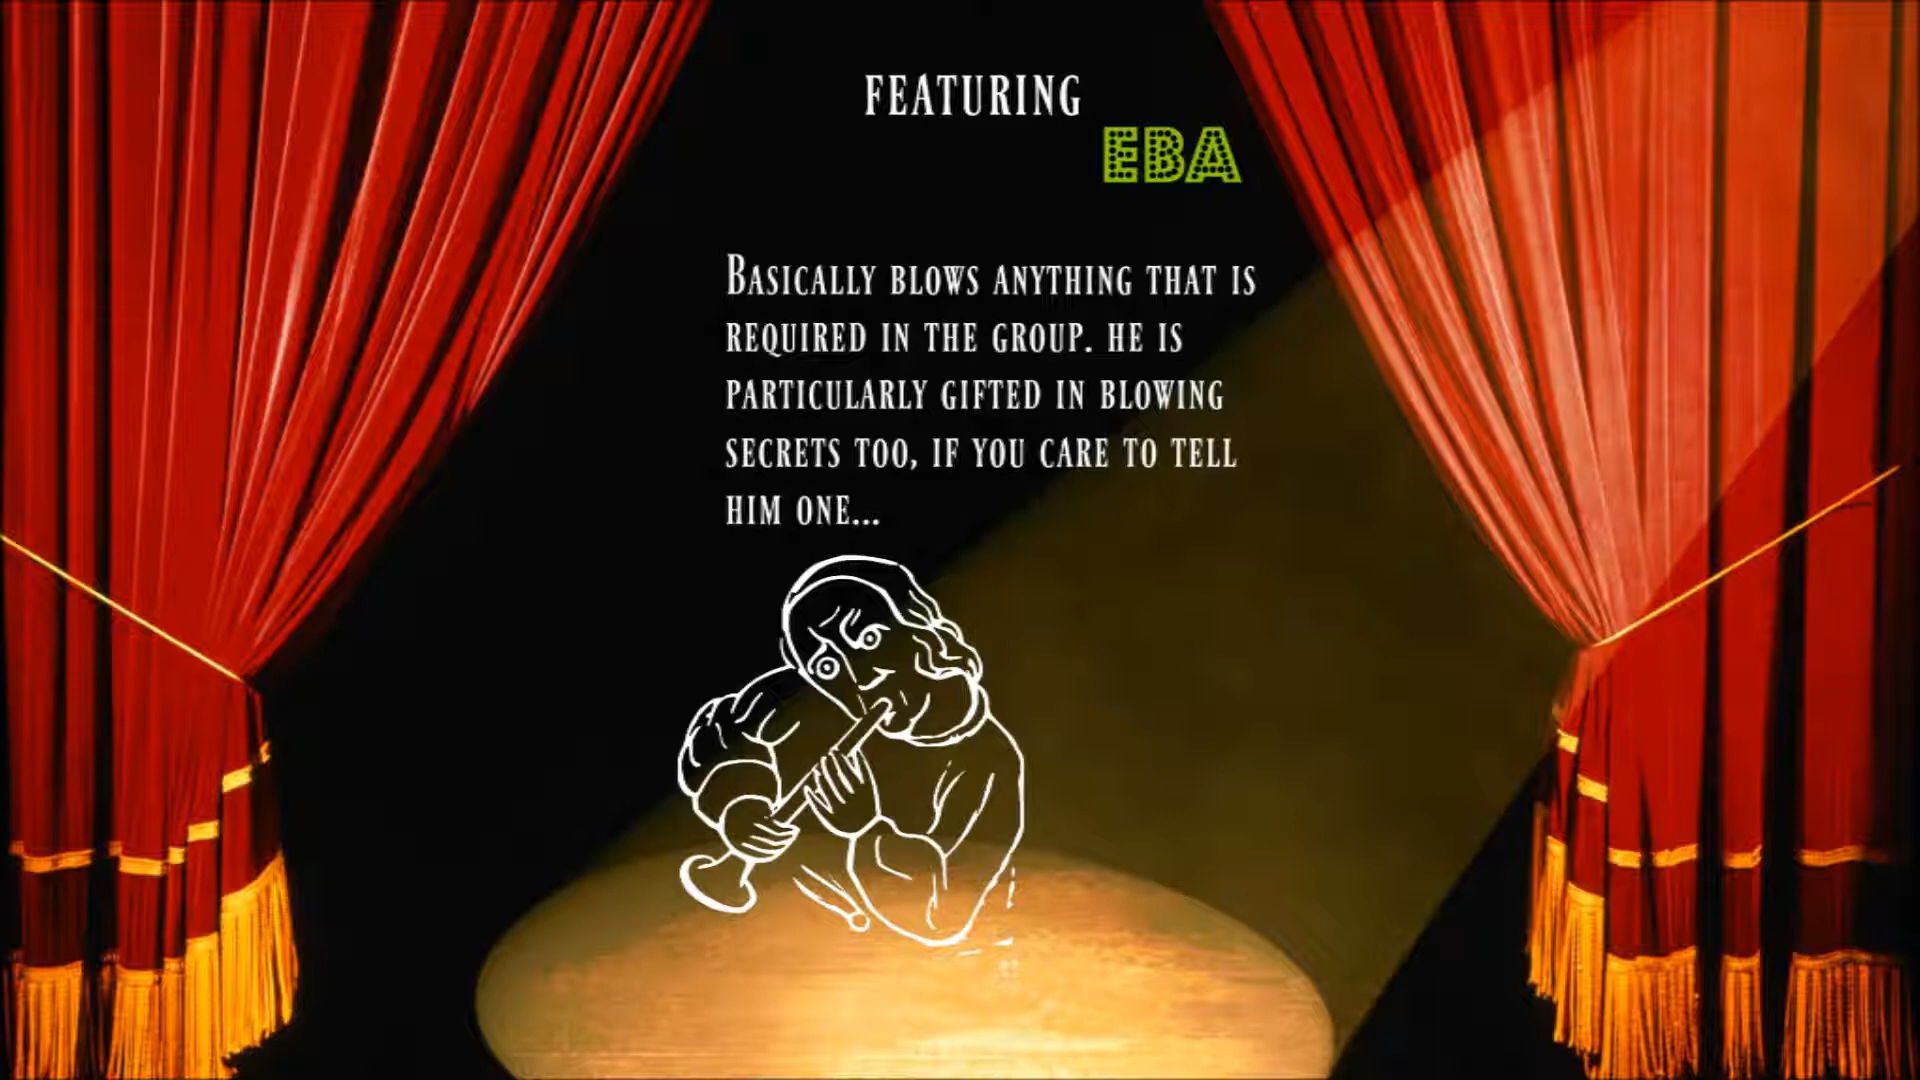 FEATURING
EBA
BASICALLY BLOWS ANYTHING THAT IS
REQUIRED IN THE GROUP. HE IS
PARTICULARLY GIFTED IN BLOWING
SECRETS TOO, IF YOU CARE TO TELL
HIM ONE...